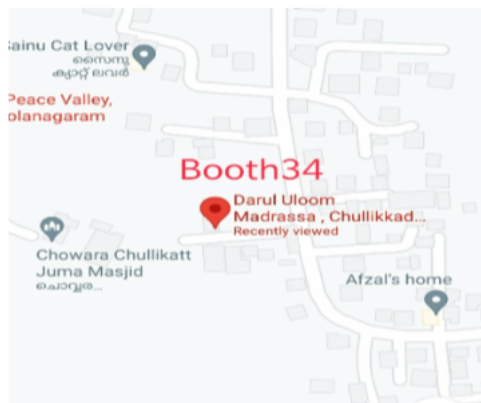 ainu Cat Lover
സൈനു
ക്യാറ്റ് ലവർ
Peace Valley,
olanagaram
Booth34
Darul Uloom
Madrassa , Chullikkad...
Recently viewed
Chowara Chullikatt
Juma Masjid
ചൊവ്വര...
Afzal's home